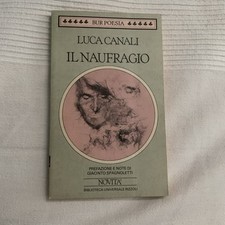 BUR POESIA
LUCA CANALI
IL NAUFRAGIO
PREFAZIONE E NOTE DI
GIACINTO SPAGNOLETTI
NOVITÀ
BIBLIOTECA UNIVERSALE RIZZOLI